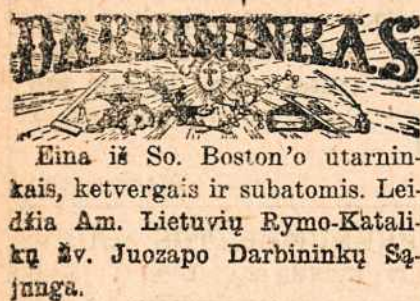 DARBININKAS
Eina iš So. Boston'o utarnin-
kais, ketvergais ir subatomis. Lei-
džia Am. Lietuvių Rymo-Katali-
kų žv. Juozapo Darbininkų Są-
junga.